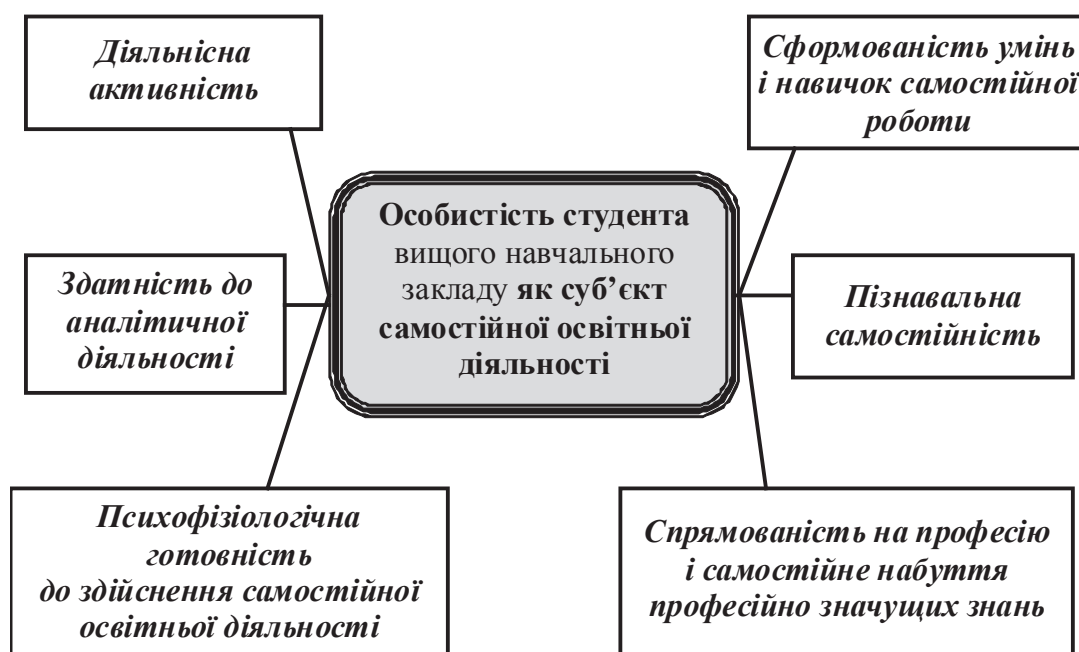 Діяльнісна
активність
Сформованість умінь
і навичок самостійної
роботи
Особистість студента
вищого навчального
закладу як суб’єкт
самостійної освітньої
діяльності
Здатність до
аналітичної
діяльності
Пізнавальна
самостійність
Психофізіологічна
готовність
до здійснення самостійної
освітньої діяльності
Спрямованість на професію
і самостійне набуття
професійно значущих знань